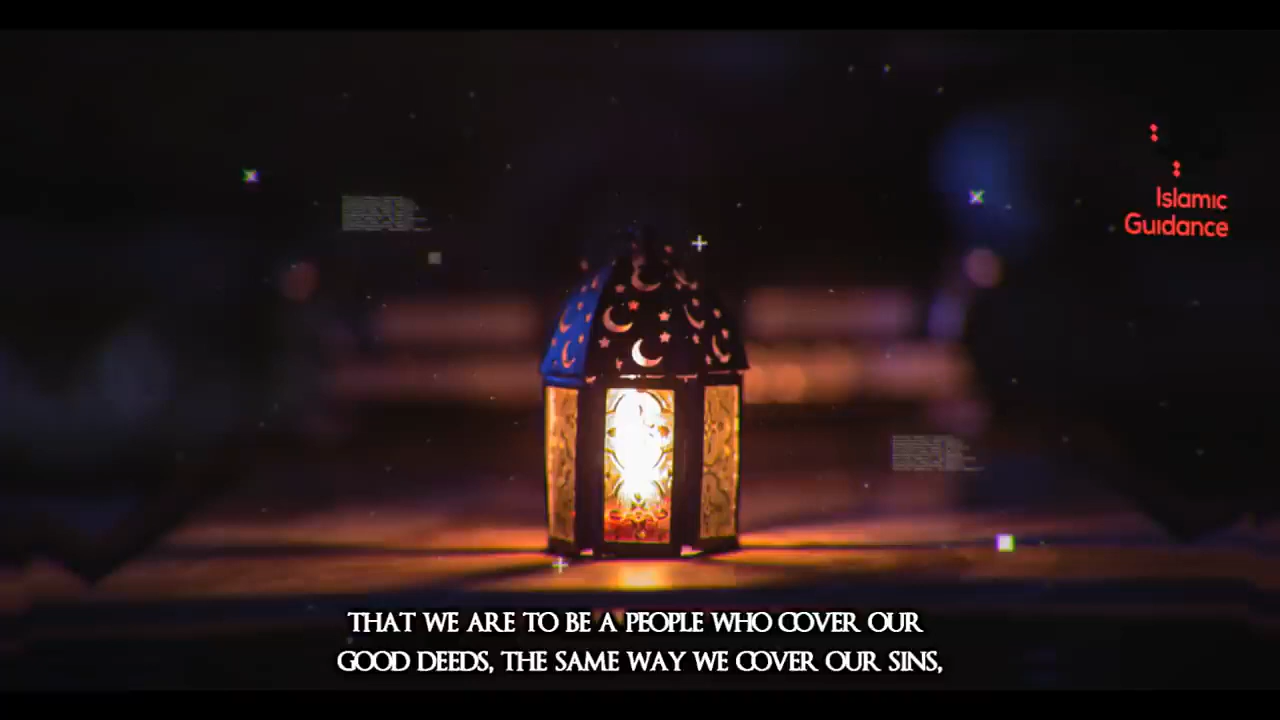 Islamic
Guidance
THAT WE ARE TO BE A PEOPLE WHO COVER OUR
GOOD DEEDS, THE SAME WAY WE COVER OUR SINS,